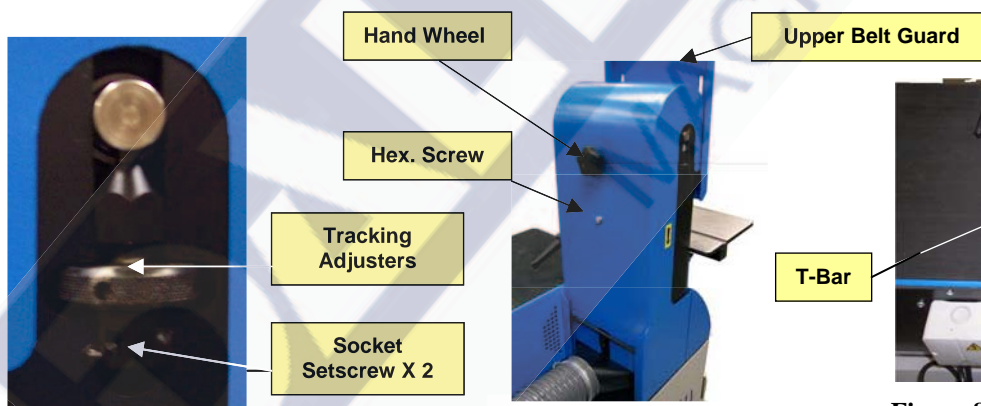 Hand Wheel
Upper Belt Guard
Hex. Screw
Tracking
Adjusters
T-Bar
Socket
Setscrew X 2